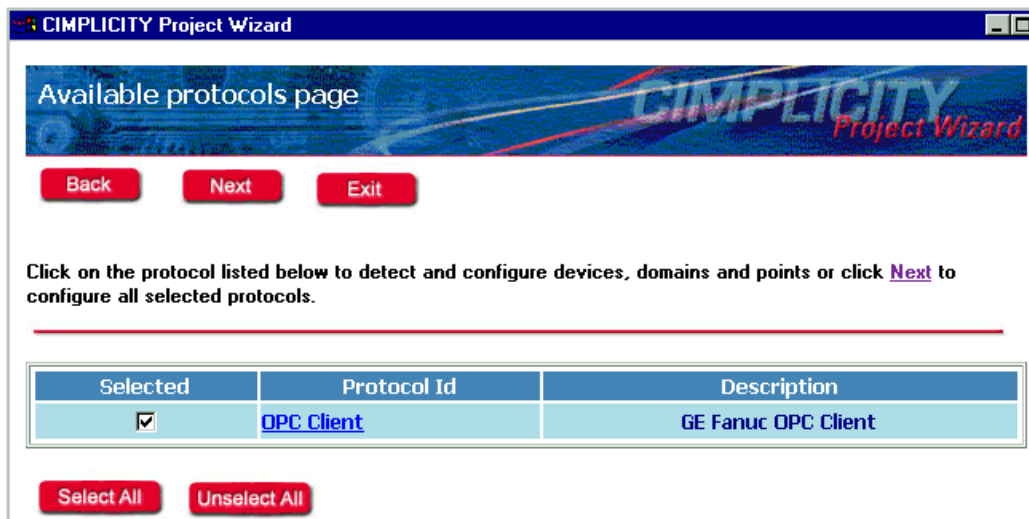 CIMPLICITY Project Wizard
Available protocols page
CIMPLICITY
Project Wizard
Back Next Exit
Click on the protocol listed below to detect and configure devices, domains and points or click Next to
configure all selected protocols.
Selected Protocol Id Description
OPC Client GE Fanuc OPC Client
Select All Unselect All